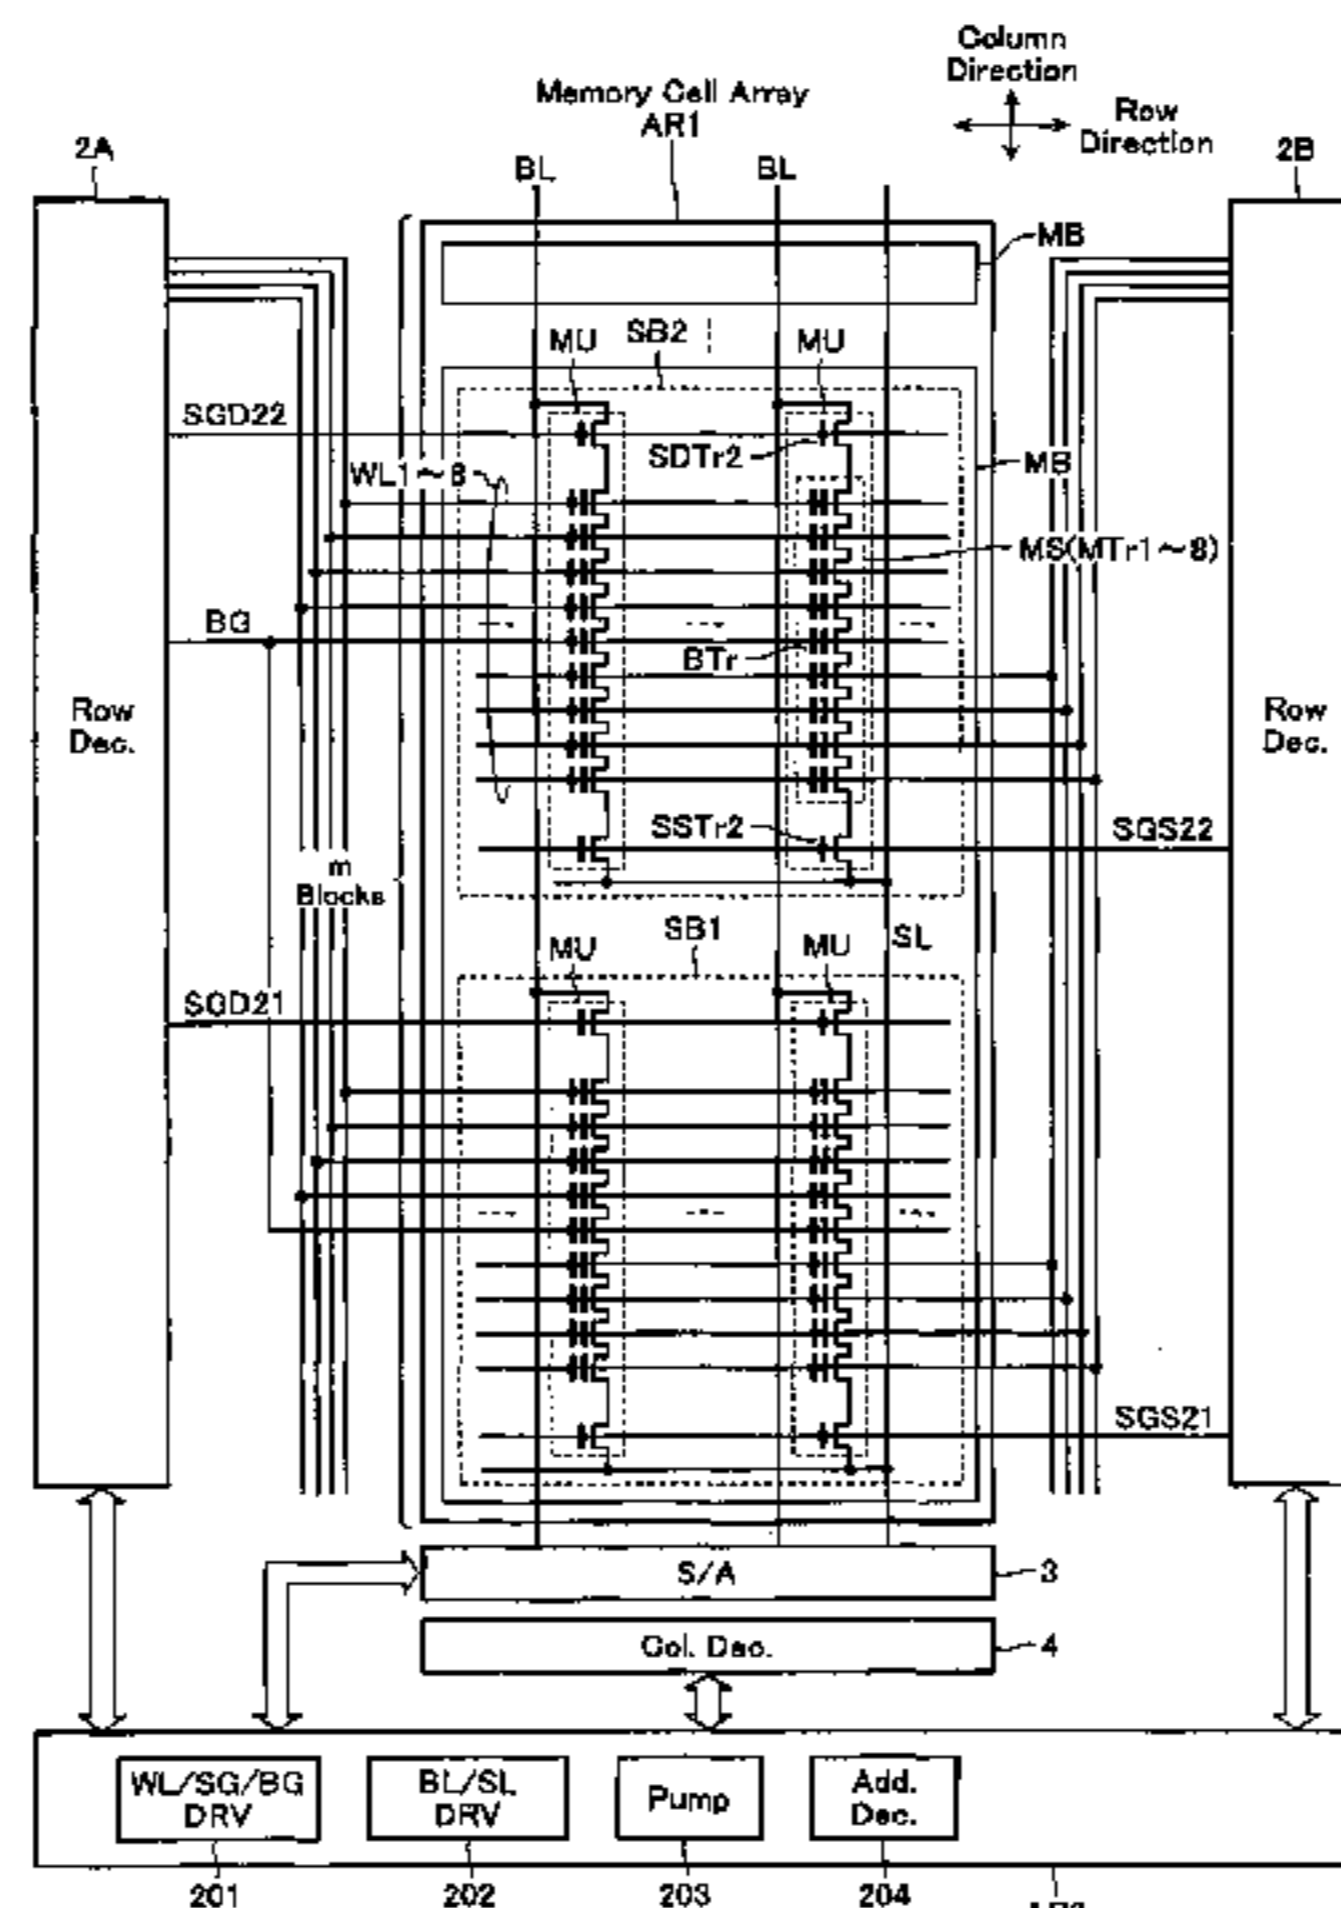 Column
Direction
Memory Cell Array
AR1
Row
Direction
2A
BL
BL
2B
MB
SB2
MU
MU
SGD22
SDTr2
WL1~8
MB
MS(MTr1~8)
BG
BTr
Row
Dec.
Row
Dec.
SSTr2
SGS22
m
Blocks
SB1
MU
MU
SL
SGD21
SGS21
S/A
3
Col. Dec.
4
WL/SG/BG
DRV
BL/SL
DRV
Pump
Add.
Dec.
201
202
203
204